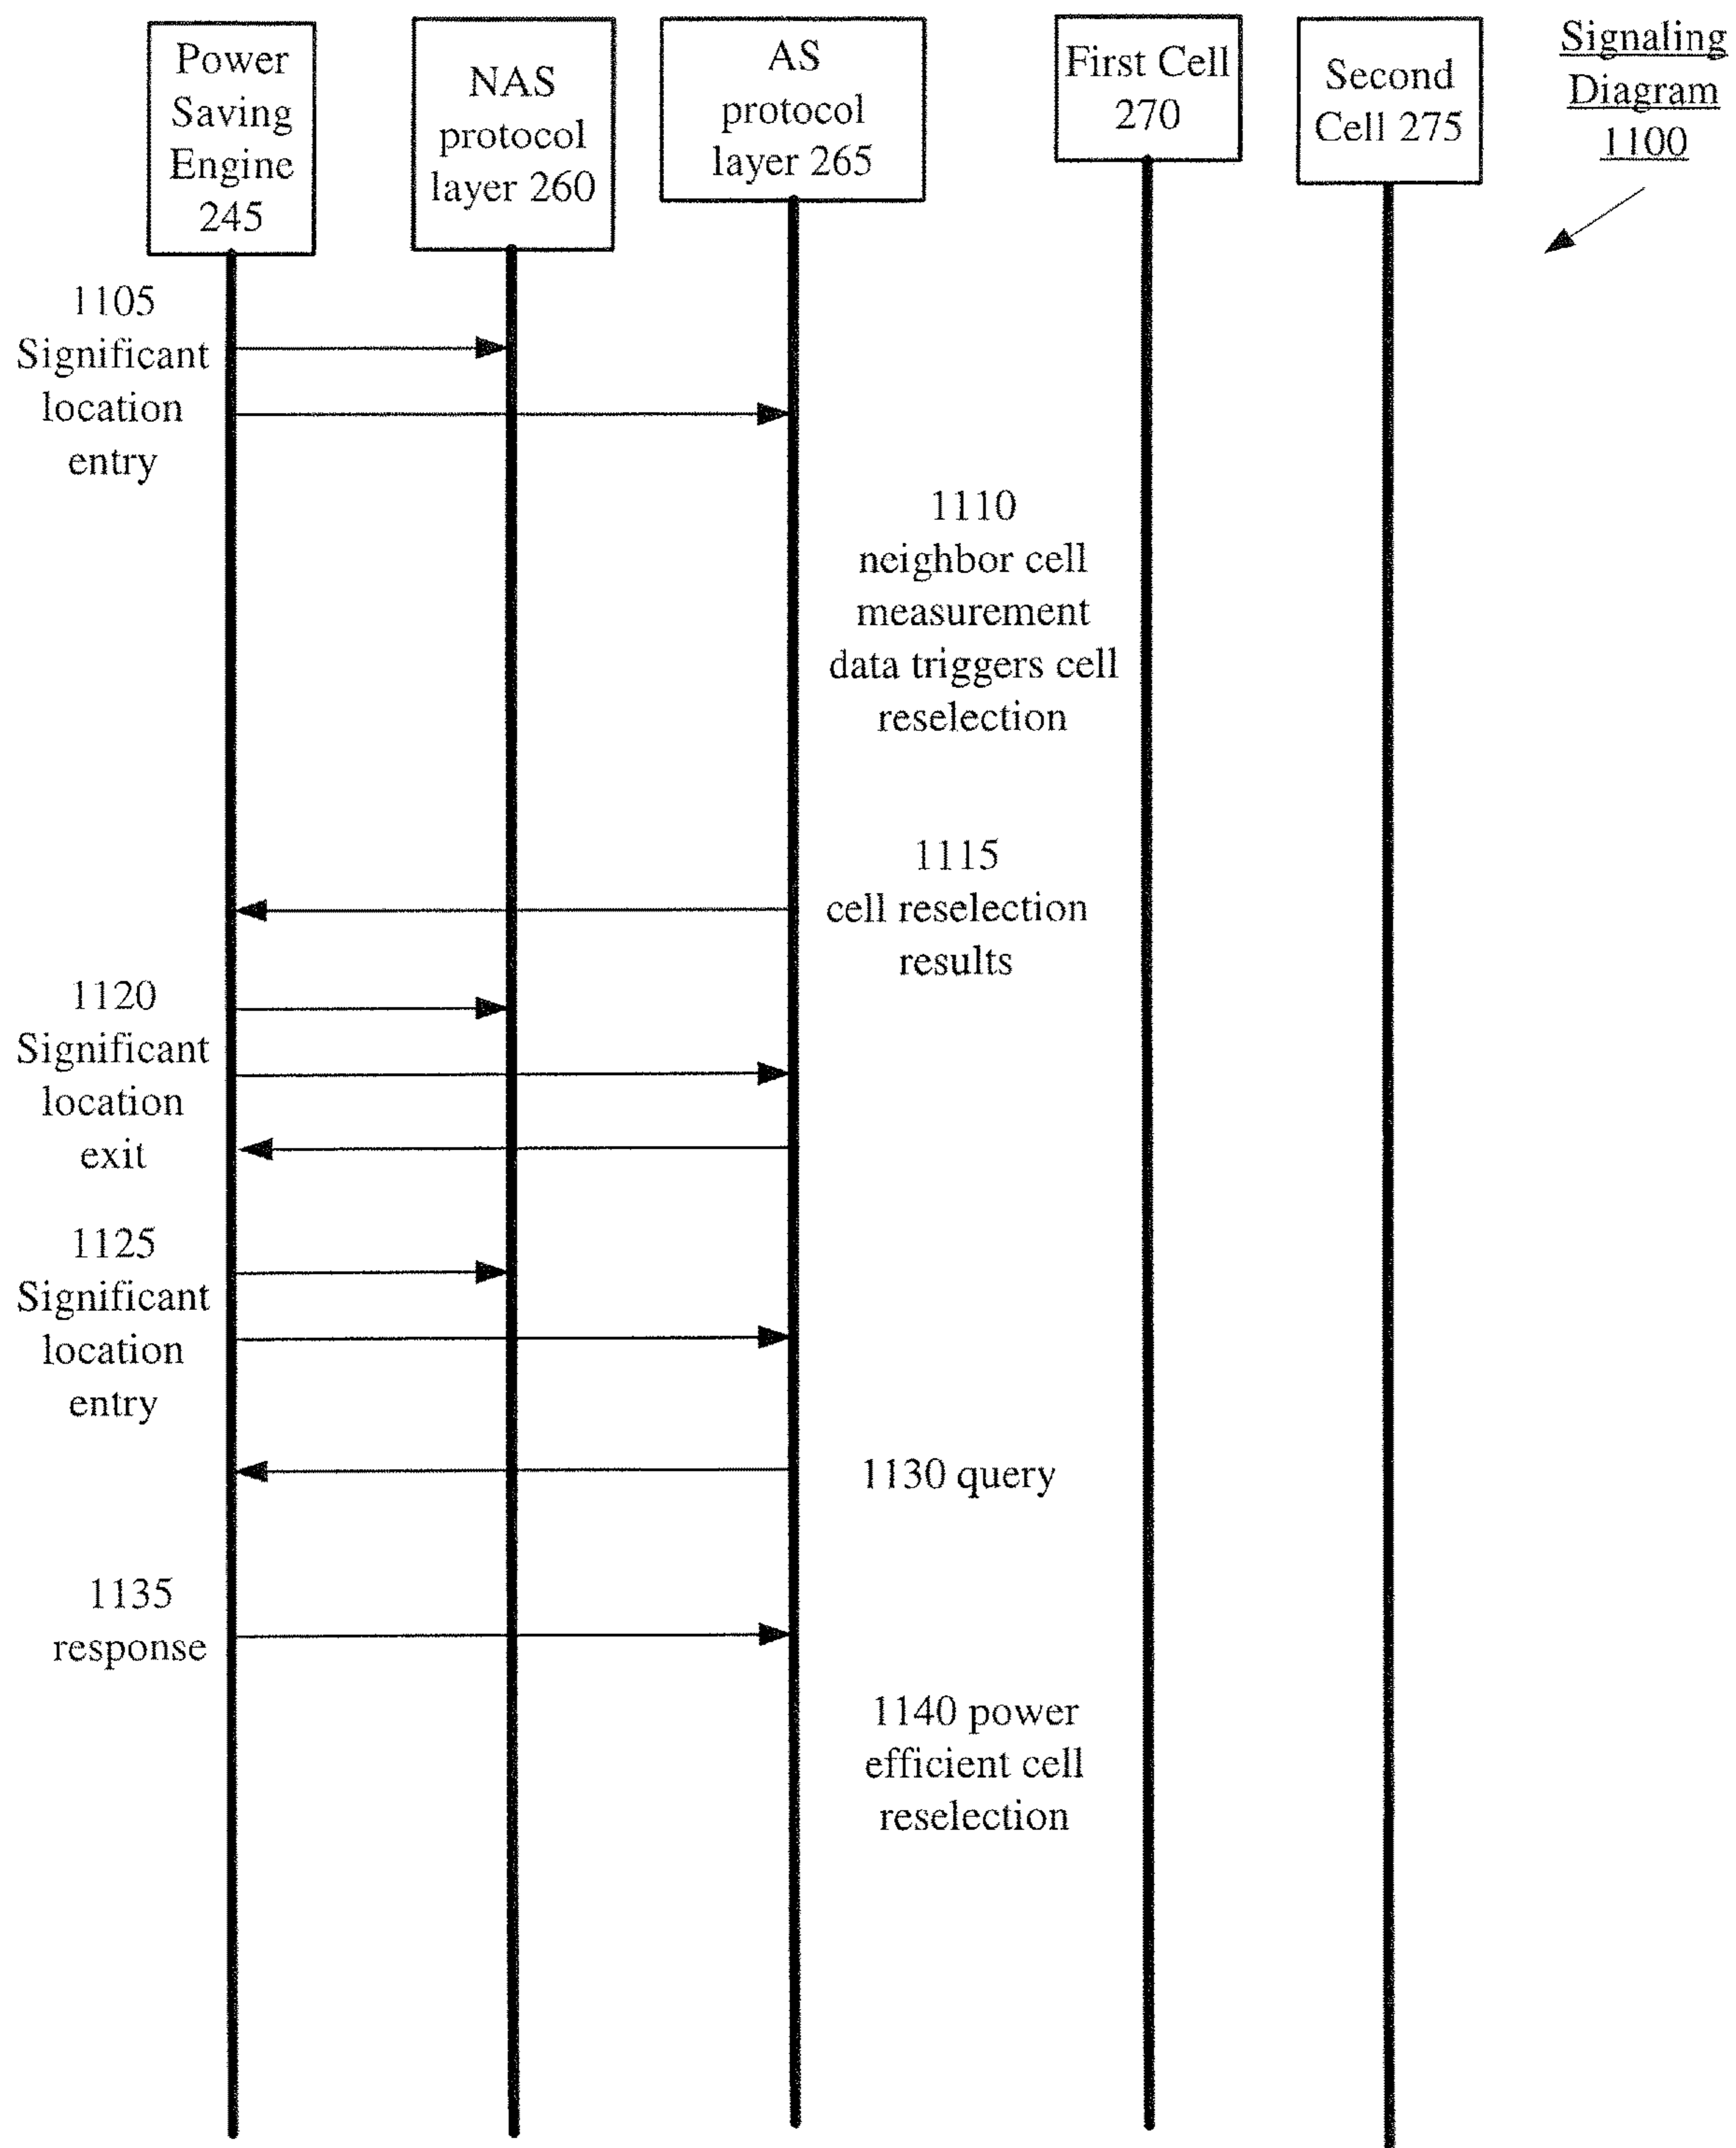 Power
Saving
Engine
245
NAS
protocol
layer 260
AS
protocol
layer 265
First Cell
270
Second
Cell 275
Signaling
Diagram
1100
1105
Significant
location
entry
1110
neighbor cell
measurement
data triggers cell
reselection
1115
cell reselection
results
1120
Significant
location
exit
1125
Significant
location
entry
1130 query
1135
response
1140 power
efficient cell
reselection